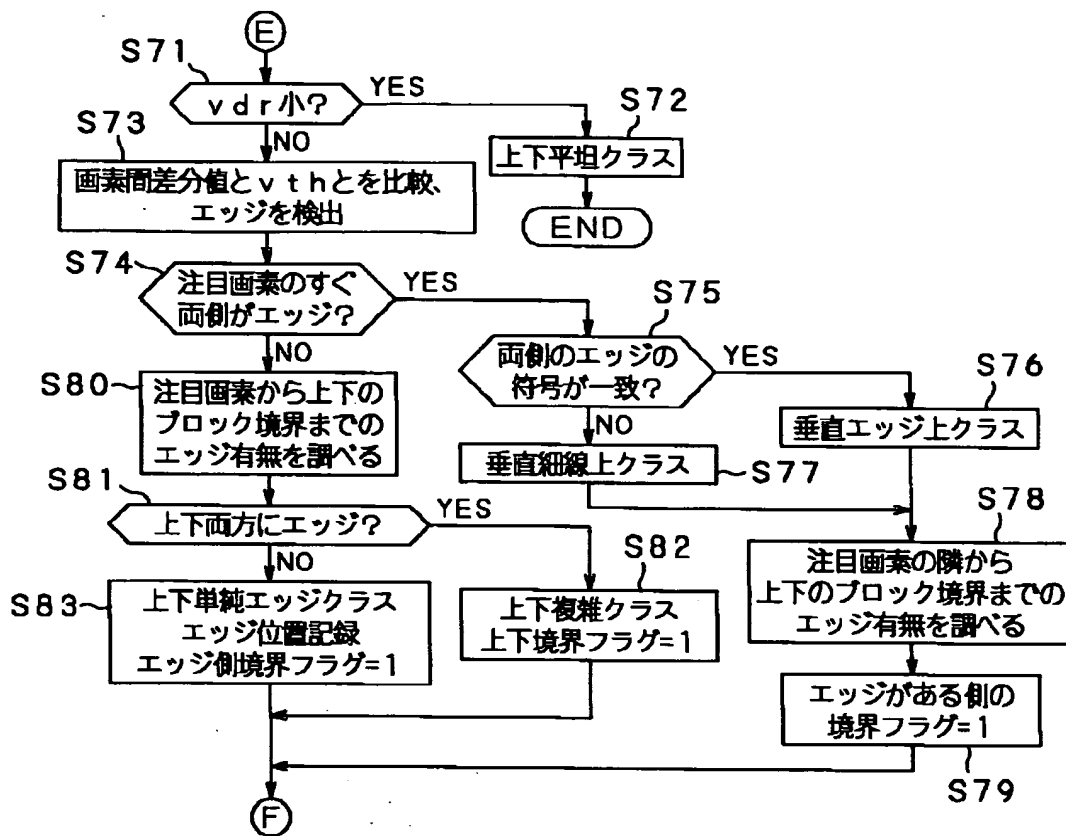 E
S71
vdr小?
YES
S72
上下平坦クラス
END
NO
S73
画素間差分値とvthとを比較、
エッジを検出
S74
注目画素のすぐ
両側がエッジ?
YES
S75
両側のエッジの
符号が一致?
YES
S76
垂直エッジ上クラス
NO
垂直細線上クラス
S77
S78
注目画素の隣から
上下のブロック境界までの
エッジ有無を調べる
エッジがある側の
境界フラグ=1
S79
NO
S80
注目画素から上下の
ブロック境界までの
エッジ有無を調べる
S81
上下両方にエッジ?
YES
S82
上下複雑クラス
上下境界フラグ=1
NO
S83
上下単純エッジクラス
エッジ位置記録
エッジ側境界フラグ=1
F